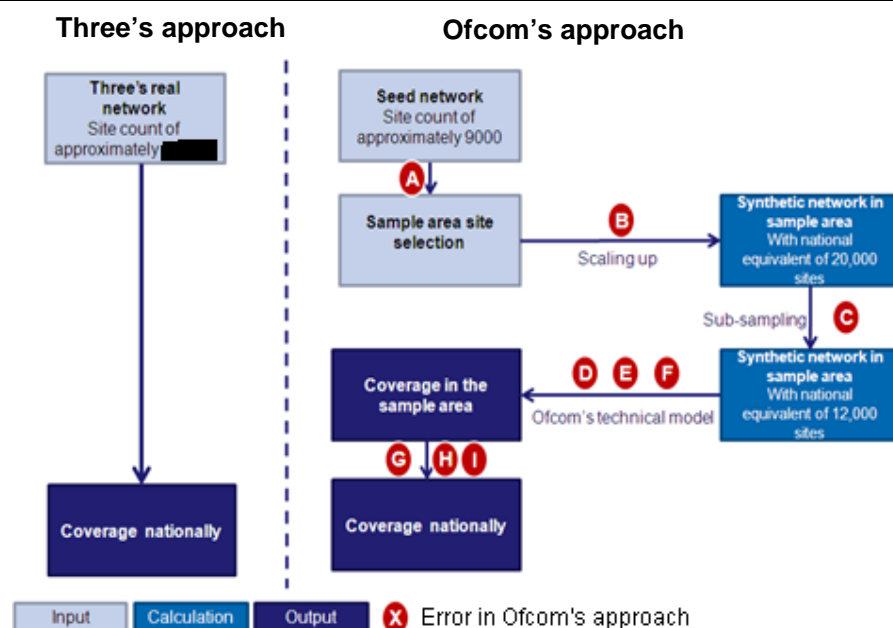 Three's approach
Ofcom's approach
Three's real
network
Site count of
approximately
Coverage nationally
Seed network
Site count of
approximately 9000
A
Sample area site
selection
B
Scaling up
Synthetic network in
sample area
With national
equivalent of 20,000
sites
Sub-sampling
C
Synthetic network in
sample area
With national
equivalent of 12,000
sites
D E F
Ofcom's technical model
Coverage in the
sample area
G H I
Coverage nationally
Input
Calculation
Output
X Error in Ofcom's approach